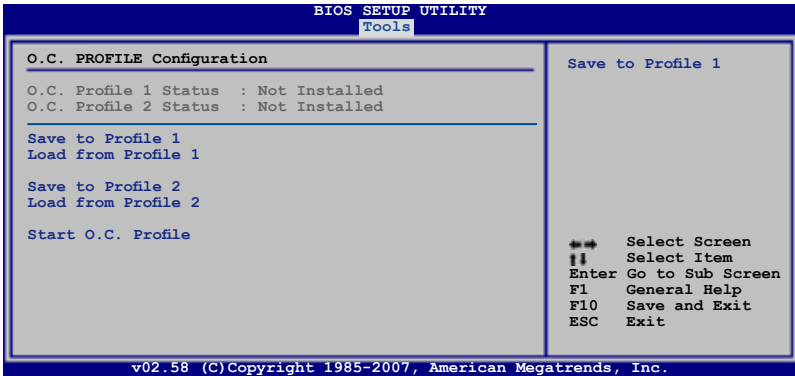 BIOS SETUP UTILITY
Tools
O.C. PROFILE Configuration
O.C. Profile 1 Status : Not Installed
O.C. Profile 2 Status : Not Installed
Save to Profile 1
Load from Profile 1
Save to Profile 2
Load from Profile 2
Start O.C. Profile
Save to Profile 1
Select Screen
Select Item
Enter Go to Sub Screen
F1 General Help
F10 Save and Exit
ESC Exit
v02.58 (C)Copyright 1985-2007, American Megatrends, Inc.